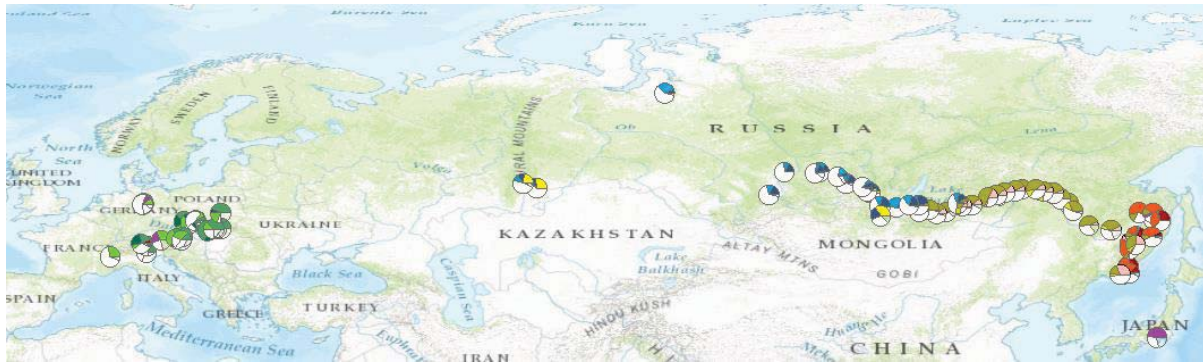 Barents Sea
Kara Sea
Laptev Sea
Norwegian
Sea
NORWAY
SWEDEN
FINLAND
URAL MOUNTAINS
Ob
RUSSIA
Lena
North
Sea
UNITED
KINGDOM
Volga
Lake
POLAND
GERMANY
UKRAINE
KAZAKHSTAN
FRANCE
ALTAY MTNS
MONGOLIA
ITALY
Black Sea
Caspian Sea
Lake
Balkhash
GOBI
SPAIN
GREECE
TURKEY
HINDU KUSH
JAPAN
Mediterranean Sea
IRAN
CHINA